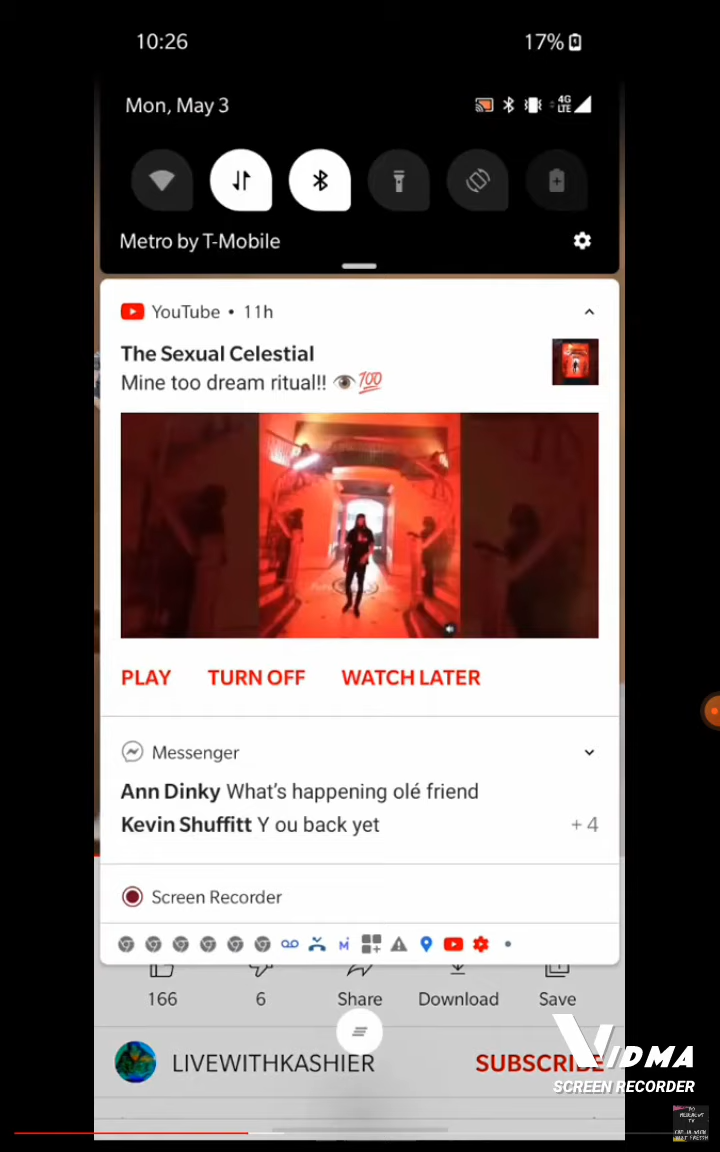 10:26
17%
Mon, May 3
4G
LTE
Metro by T-Mobile
YouTube • 11h
The Sexual Celestial
Mine too dream ritual!! 👁️💯
PLAY TURN OFF WATCH LATER
Messenger
Ann Dinky What's happening olé friend
Kevin Shuffitt Y ou back yet
+ 4
Screen Recorder
166 6 Share Download Save
LIVEWITHKASHIER SUBSCRIBE
VIDMA
SCREEN RECORDER